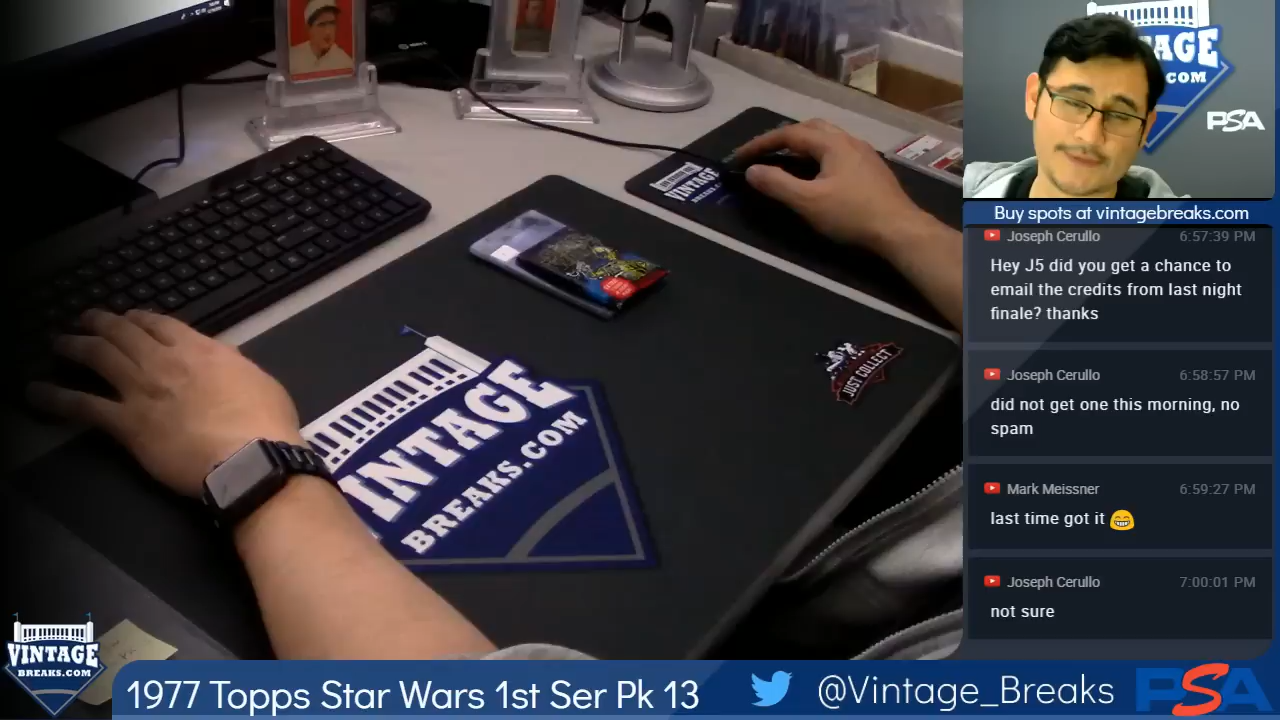 VINTAGE
TAGE
.COM
PSA
Buy spots at vintagebreaks.com
Joseph Cerullo 6:57:39 PM
Hey J5 did you get a chance to
email the credits from last night
finale? thanks
Joseph Cerullo 6:58:57 PM
did not get one this morning, no
spam
Mark Meissner 6:59:27 PM
last time got it 😁
Joseph Cerullo 7:00:01 PM
not sure
JUST COLLECT
VINTAGE
BREAKS.COM
VINTAGE
BREAKS.COM
1977 Topps Star Wars 1st Ser Pk 13
@Vintage_Breaks
PSA